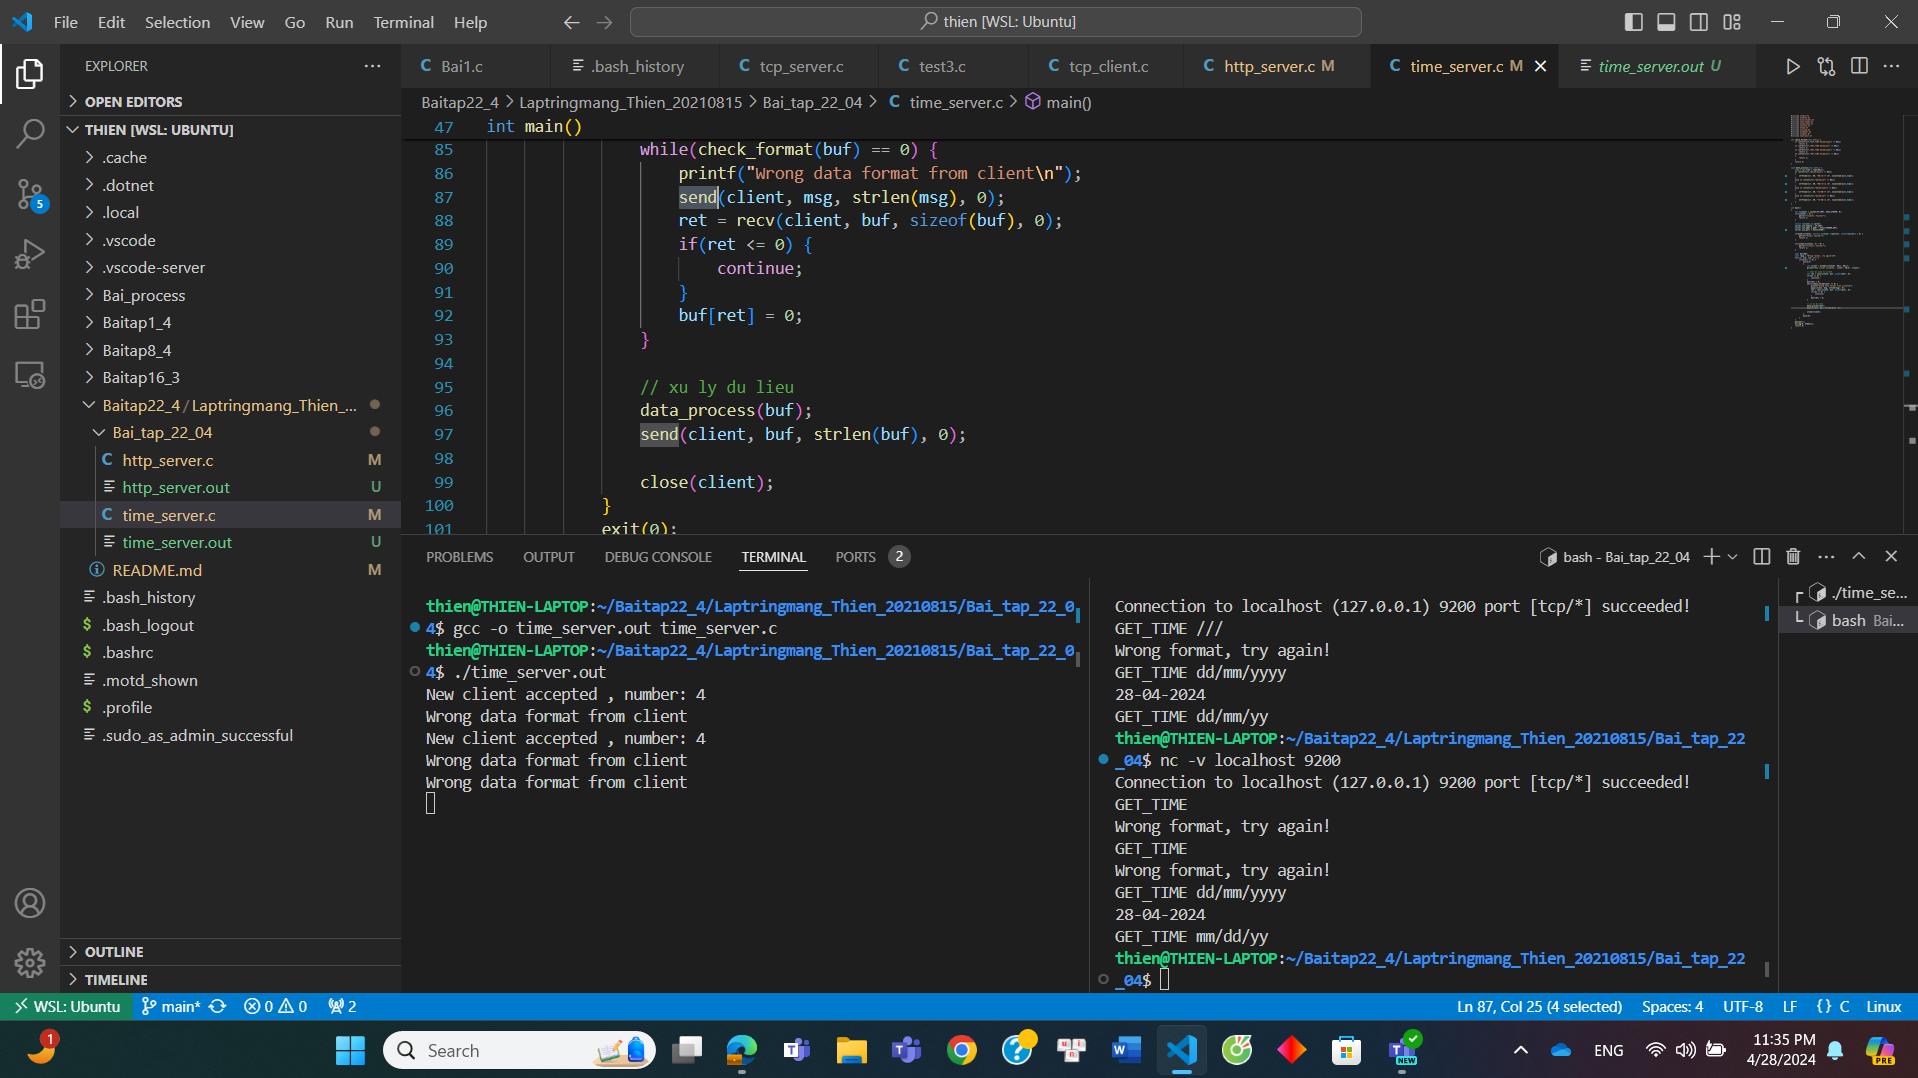 File Edit Selection View Go Run Terminal Help
thien [WSL: Ubuntu]
EXPLORER
Bai1.c
.bash_history
tcp_server.c
test3.c
tcp_client.c
http_server.c M
time_server.c M
time_server.out U
OPEN EDITORS
THIEN [WSL: UBUNTU]
.cache
.dotnet
.local
.vscode
.vscode-server
Bai_process
Baitap1_4
Baitap8_4
Baitap16_3
Baitap22_4 / Laptringmang_Thien_...
Bai_tap_22_04
http_server.c M
http_server.out U
time_server.c M
time_server.out U
README.md M
.bash_history
.bash_logout
.bashrc
.motd_shown
.profile
.sudo_as_admin_successful
OUTLINE
TIMELINE
5
Baitap22_4 > Laptringmang_Thien_20210815 > Bai_tap_22_04 > C time_server.c > main()
47 int main()
85 while(check_format(buf) == 0) {
86 printf("Wrong data format from client\n");
87 send(client, msg, strlen(msg), 0);
88 ret = recv(client, buf, sizeof(buf), 0);
89 if(ret <= 0) {
90 continue;
91 }
92 buf[ret] = 0;
93 }
94
95 // xu ly du lieu
96 data_process(buf);
97 send(client, buf, strlen(buf), 0);
98
99 close(client);
100 }
101 exit(0);
PROBLEMS OUTPUT DEBUG CONSOLE TERMINAL PORTS 2
bash - Bai_tap_22_04
thien@THIEN-LAPTOP:~/Baitap22_4/Laptringmang_Thien_20210815/Bai_tap_22_0
4$ gcc -o time_server.out time_server.c
thien@THIEN-LAPTOP:~/Baitap22_4/Laptringmang_Thien_20210815/Bai_tap_22_0
4$ ./time_server.out
New client accepted , number: 4
Wrong data format from client
New client accepted , number: 4
Wrong data format from client
Wrong data format from client
Connection to localhost (127.0.0.1) 9200 port [tcp/*] succeeded!
GET_TIME ///
Wrong format, try again!
GET_TIME dd/mm/yyyy
28-04-2024
GET_TIME dd/mm/yy
thien@THIEN-LAPTOP:~/Baitap22_4/Laptringmang_Thien_20210815/Bai_tap_22
_04$ nc -v localhost 9200
Connection to localhost (127.0.0.1) 9200 port [tcp/*] succeeded!
GET_TIME
Wrong format, try again!
GET_TIME
Wrong format, try again!
GET_TIME dd/mm/yyyy
28-04-2024
GET_TIME mm/dd/yy
thien@THIEN-LAPTOP:~/Baitap22_4/Laptringmang_Thien_20210815/Bai_tap_22
_04$
./time_se...
bash Bai...
WSL: Ubuntu main* 0 0 2
Ln 87, Col 25 (4 selected) Spaces: 4 UTF-8 LF {} C Linux
1
Search
NEW
ENG
11:35 PM
4/28/2024
PRE